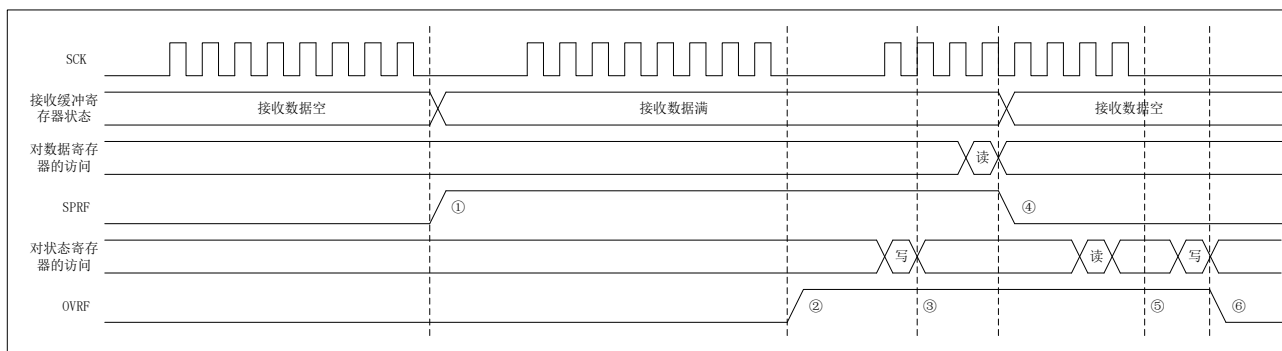 SCK
接收缓冲寄
存器状态
接收数据空
接收数据满
接收数据空
对数据寄存
器的访问
读
SPRF
①
④
对状态寄存
器的访问
写
读
写
OVRF
②
③
⑤
⑥